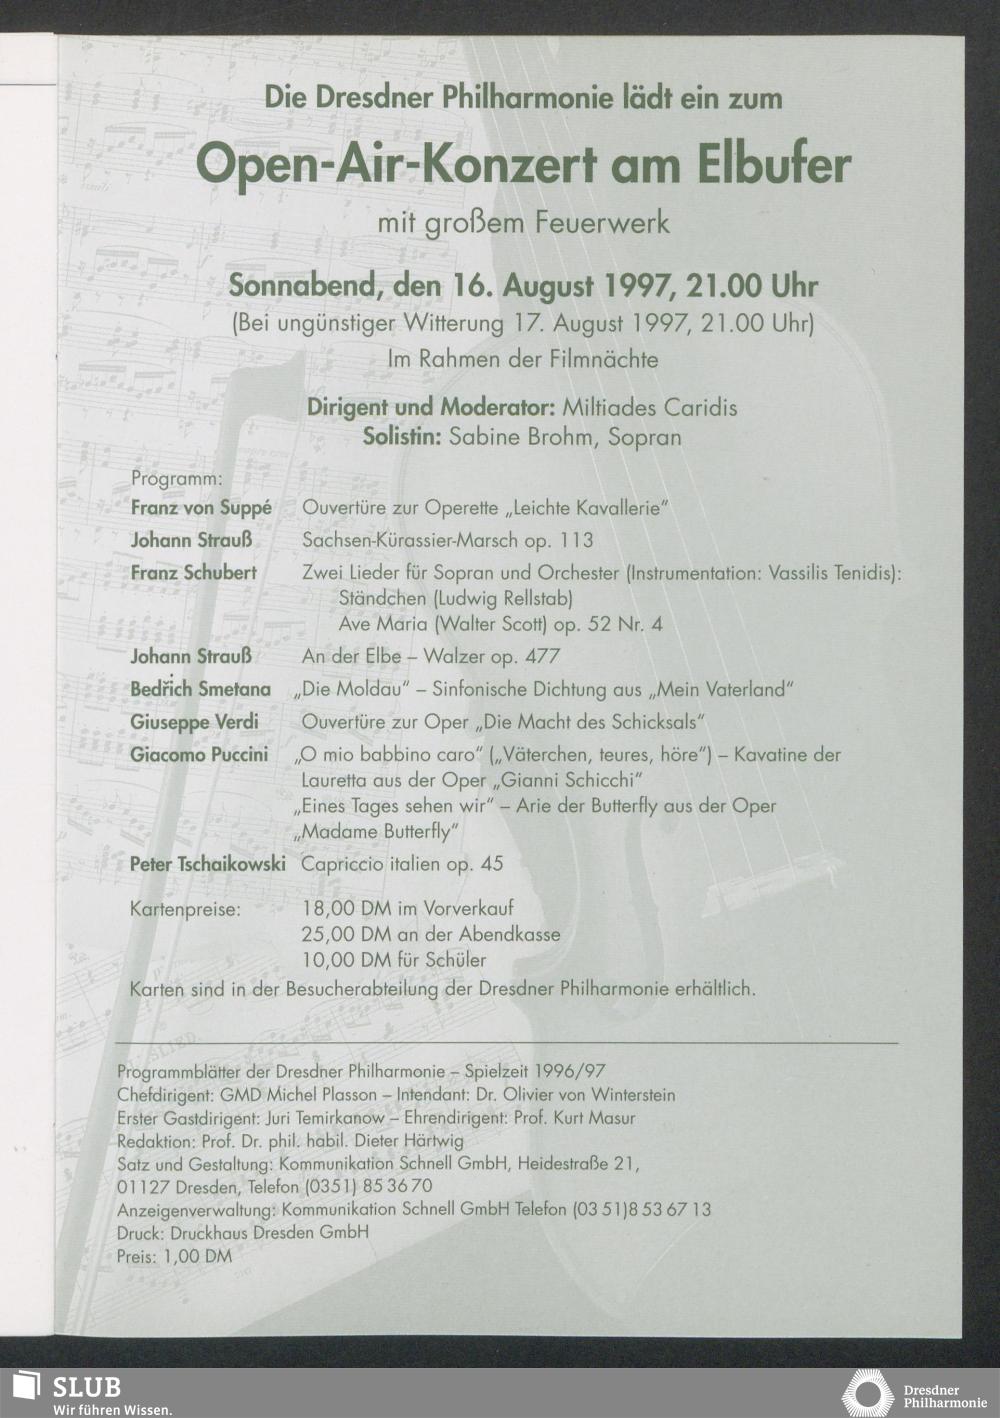 Die Dresdner Philharmonie lädt ein zum
Open-Air-Konzert am Elbufer
mit großem Feuerwerk
Sonnabend, den 16. August 1997, 21.00 Uhr
(Bei ungünstiger Witterung 17. August 1997, 21.00 Uhr)
Im Rahmen der Filmnächte
Dirigent und Moderator: Miltiades Caridis
Solistin: Sabine Brohm, Sopran
Programm:
Franz von Suppé Ouvertüre zur Operette „Leichte Kavallerie“
Johann Strauß Sachsen-Kürassier-Marsch op. 113
Franz Schubert Zwei Lieder für Sopran und Orchester (Instrumentation: Vassilis Tenidis):
Ständchen (Ludwig Rellstab)
Ave Maria (Walter Scott) op. 52 Nr. 4
Johann Strauß An der Elbe – Walzer op. 477
Bedřich Smetana „Die Moldau“ – Sinfonische Dichtung aus „Mein Vaterland“
Giuseppe Verdi Ouvertüre zur Oper „Die Macht des Schicksals“
Giacomo Puccini „O mio babbino caro“ („Väterchen, teures, höre“) – Kavatine der
Lauretta aus der Oper „Gianni Schicchi“
„Eines Tages sehen wir“ – Arie der Butterfly aus der Oper
„Madame Butterfly“
Peter Tschaikowski Capriccio italien op. 45
Kartenpreise: 18,00 DM im Vorverkauf
25,00 DM an der Abendkasse
10,00 DM für Schüler
Karten sind in der Besucherabteilung der Dresdner Philharmonie erhältlich.
Programmblätter der Dresdner Philharmonie – Spielzeit 1996/97
Chefdirigent: GMD Michel Plasson – Intendant: Dr. Olivier von Winterstein
Erster Gastdirigent: Juri Temirkanow – Ehrendirigent: Prof. Kurt Masur
Redaktion: Prof. Dr. phil. habil. Dieter Härtwig
Satz und Gestaltung: Kommunikation Schnell GmbH, Heidestraße 21,
01127 Dresden, Telefon (0351) 85 36 70
Anzeigenverwaltung: Kommunikation Schnell GmbH Telefon (03 51)8 53 67 13
Druck: Druckhaus Dresden GmbH
Preis: 1,00 DM
SLUB
Wir führen Wissen.
Dresdner
Philharmonie